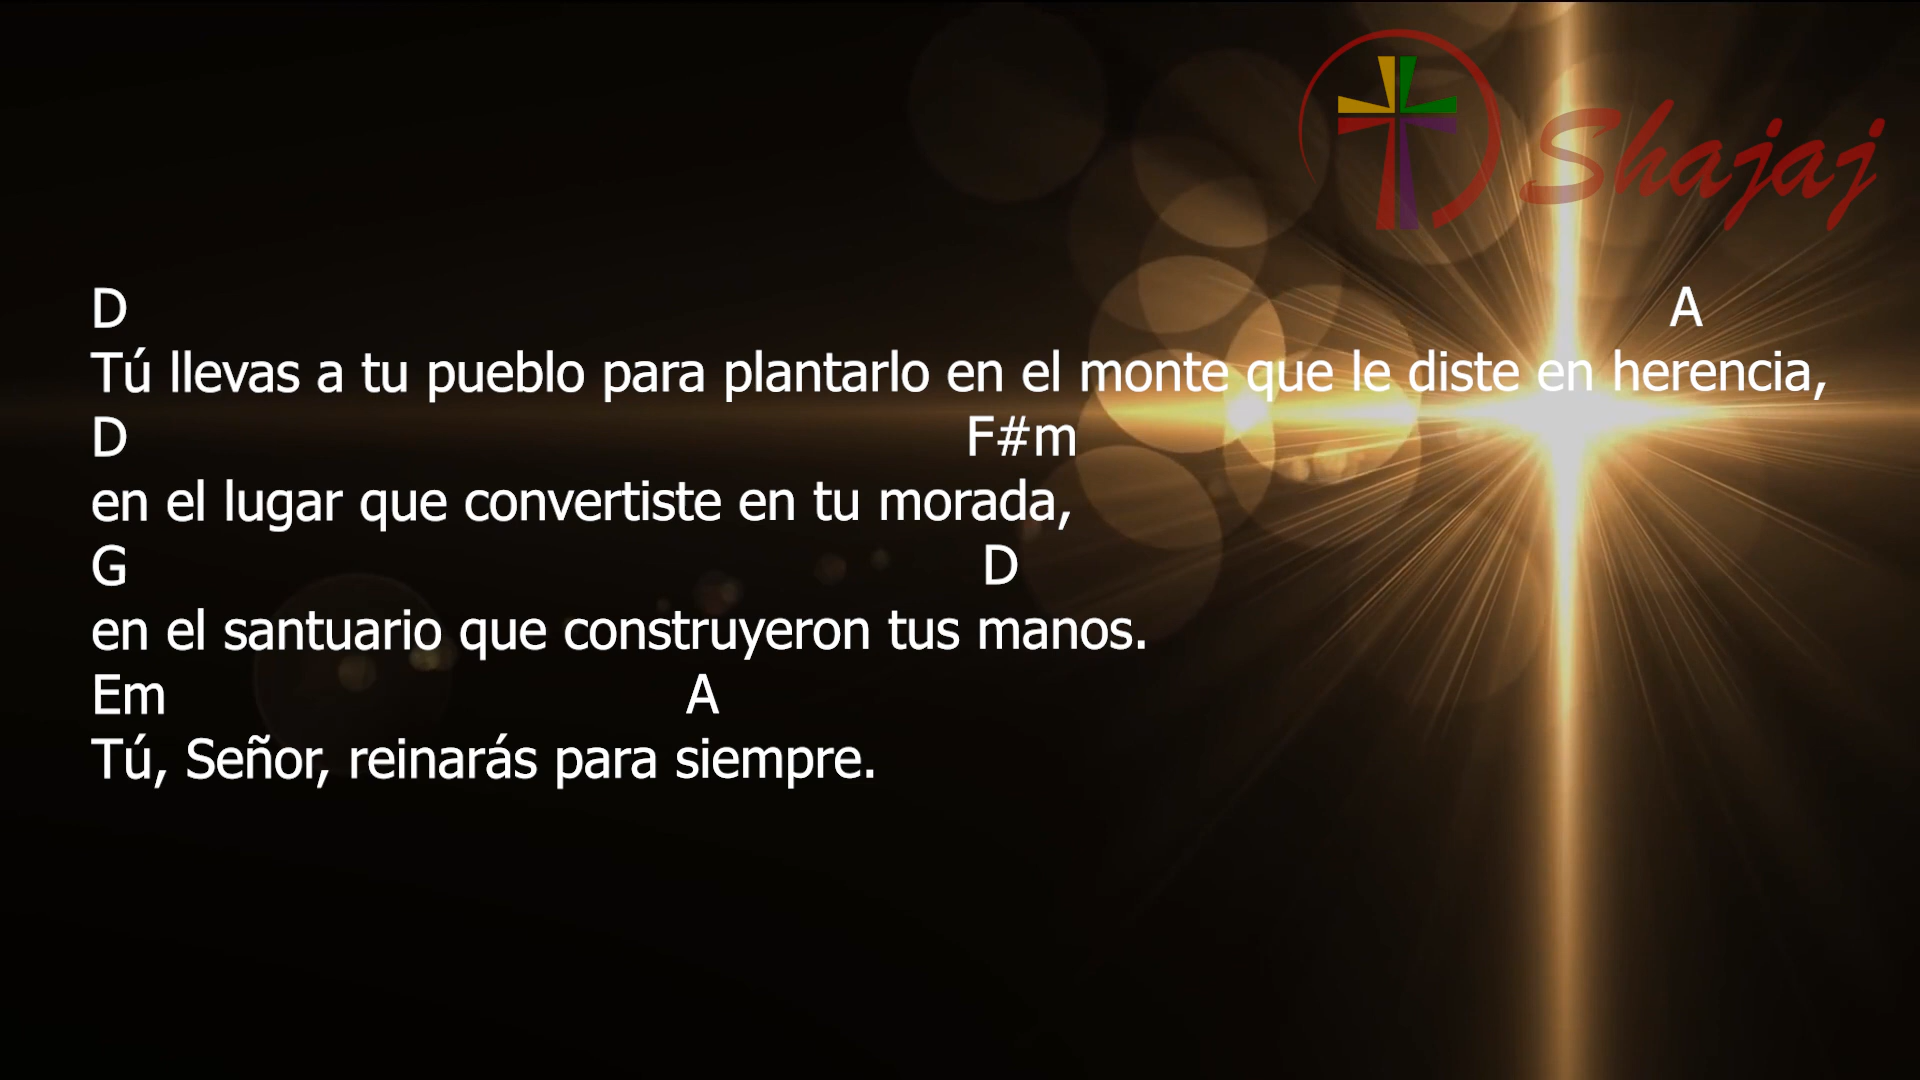 Shajaj
D A
Tú llevas a tu pueblo para plantarlo en el monte que le diste en herencia,
D F#m
en el lugar que convertiste en tu morada,
G D
en el santuario que construyeron tus manos.
Em A
Tú, Señor, reinarás para siempre.